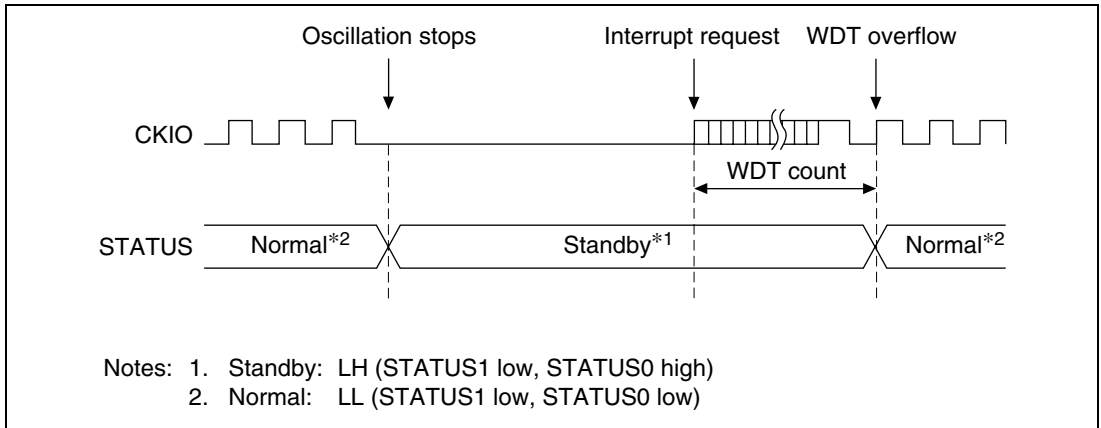 Oscillation stops Interrupt request WDT overflow
CKIO
WDT count
STATUS Normal*2 Standby*1 Normal*2
Notes: 1. Standby: LH (STATUS1 low, STATUS0 high)
2. Normal: LL (STATUS1 low, STATUS0 low)